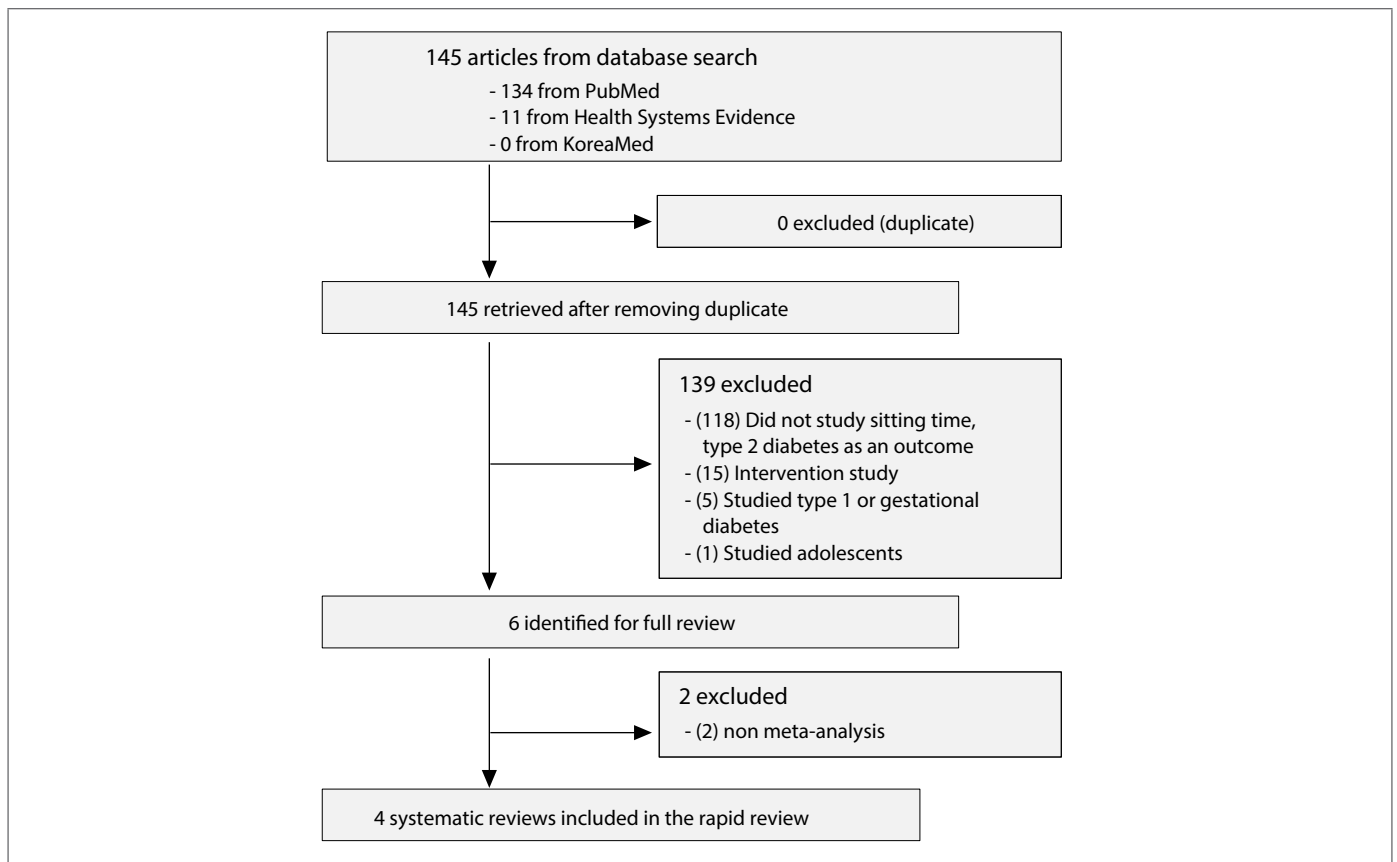 145 articles from database search
- 134 from PubMed
- 11 from Health Systems Evidence
- 0 from KoreaMed
0 excluded (duplicate)
145 retrieved after removing duplicate
139 excluded
- (118) Did not study sitting time,
type 2 diabetes as an outcome
- (15) Intervention study
- (5) Studied type 1 or gestational
diabetes
- (1) Studied adolescents
6 identified for full review
2 excluded
- (2) non meta-analysis
4 systematic reviews included in the rapid review